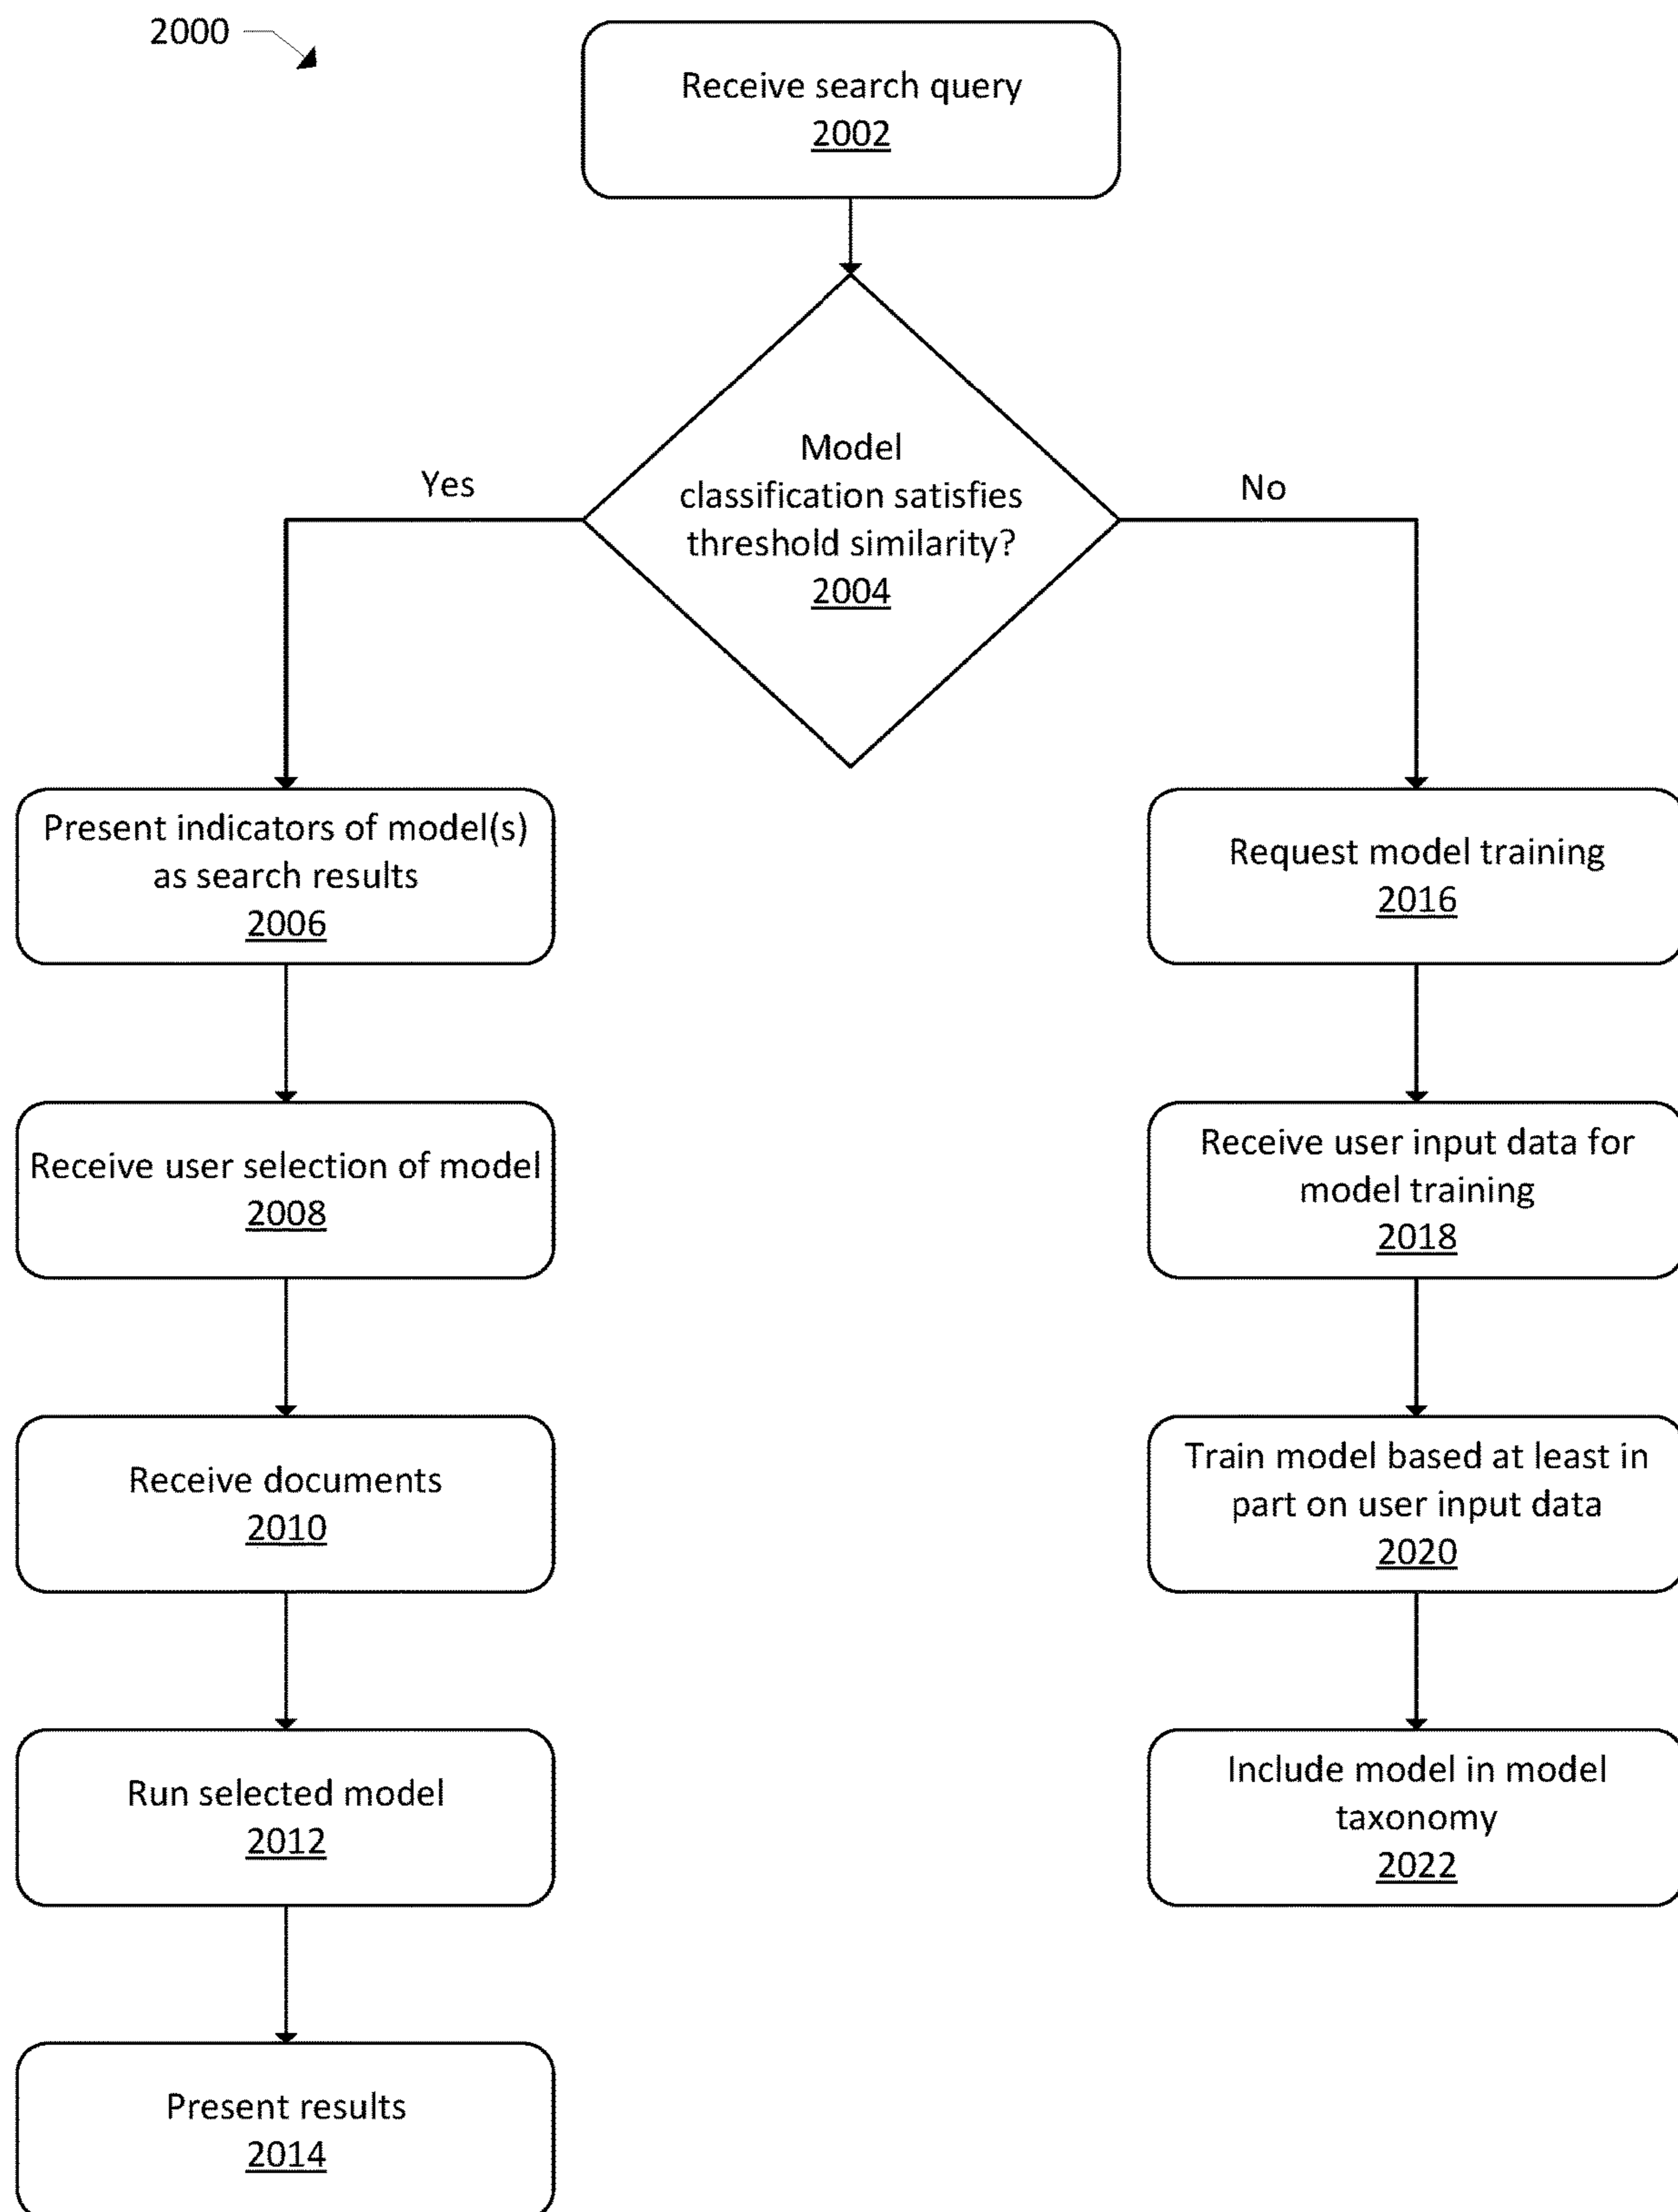 2000
Receive search query
2002
Model
classification satisfies
threshold similarity?
2004
Yes
No
Present indicators of model(s)
as search results
2006
Receive user selection of model
2008
Receive documents
2010
Run selected model
2012
Present results
2014
Request model training
2016
Receive user input data for
model training
2018
Train model based at least in
part on user input data
2020
Include model in model
taxonomy
2022